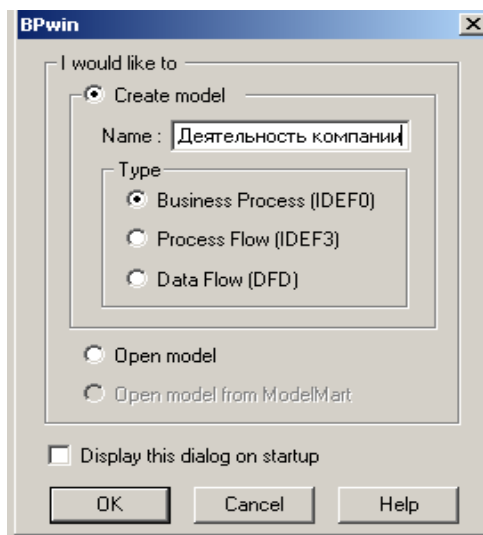 BPwin
I would like to
Create model
Name : Деятельность компании
Type
Business Process (IDEF0)
Process Flow (IDEF3)
Data Flow (DFD)
Open model
Open model from ModelMart
Display this dialog on startup
OK Cancel Help